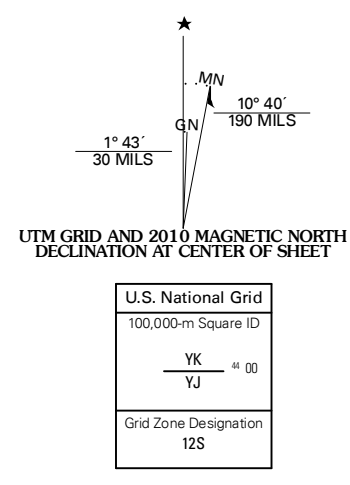 ★
MN
10° 40´
190 MILS
GN
1° 43´
30 MILS
UTM GRID AND 2010 MAGNETIC NORTH
DECLINATION AT CENTER OF SHEET
U.S. National Grid
100,000-m Square ID
YK
44 00
YJ
Grid Zone Designation
12S